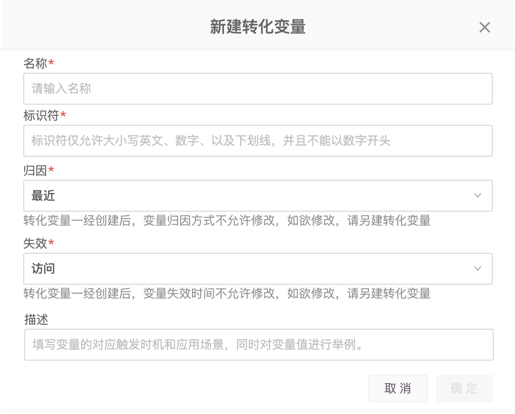 新建转化变量
名称*
请输入名称
标识符*
标识符仅允许大小写英文、数字、以及下划线，并且不能以数字开头
归因*
最近
转化变量一经创建后，变量归因方式不允许修改，如欲修改，请另建转化变量
失效*
访问
转化变量一经创建后，变量失效时间不允许修改，如欲修改，请另建转化变量
描述
填写变量的对应触发时机和应用场景，同时对变量值进行举例。
取 消 确 定